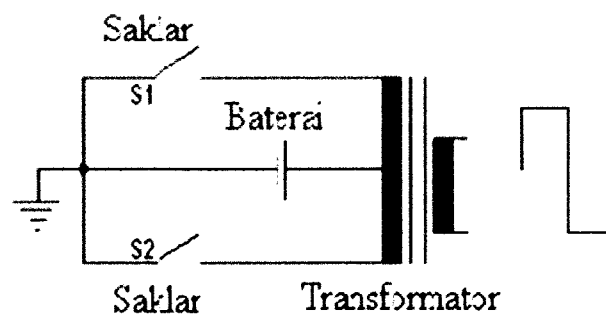 Saklar
S1
Baterai
S2
Saklar
Transformator